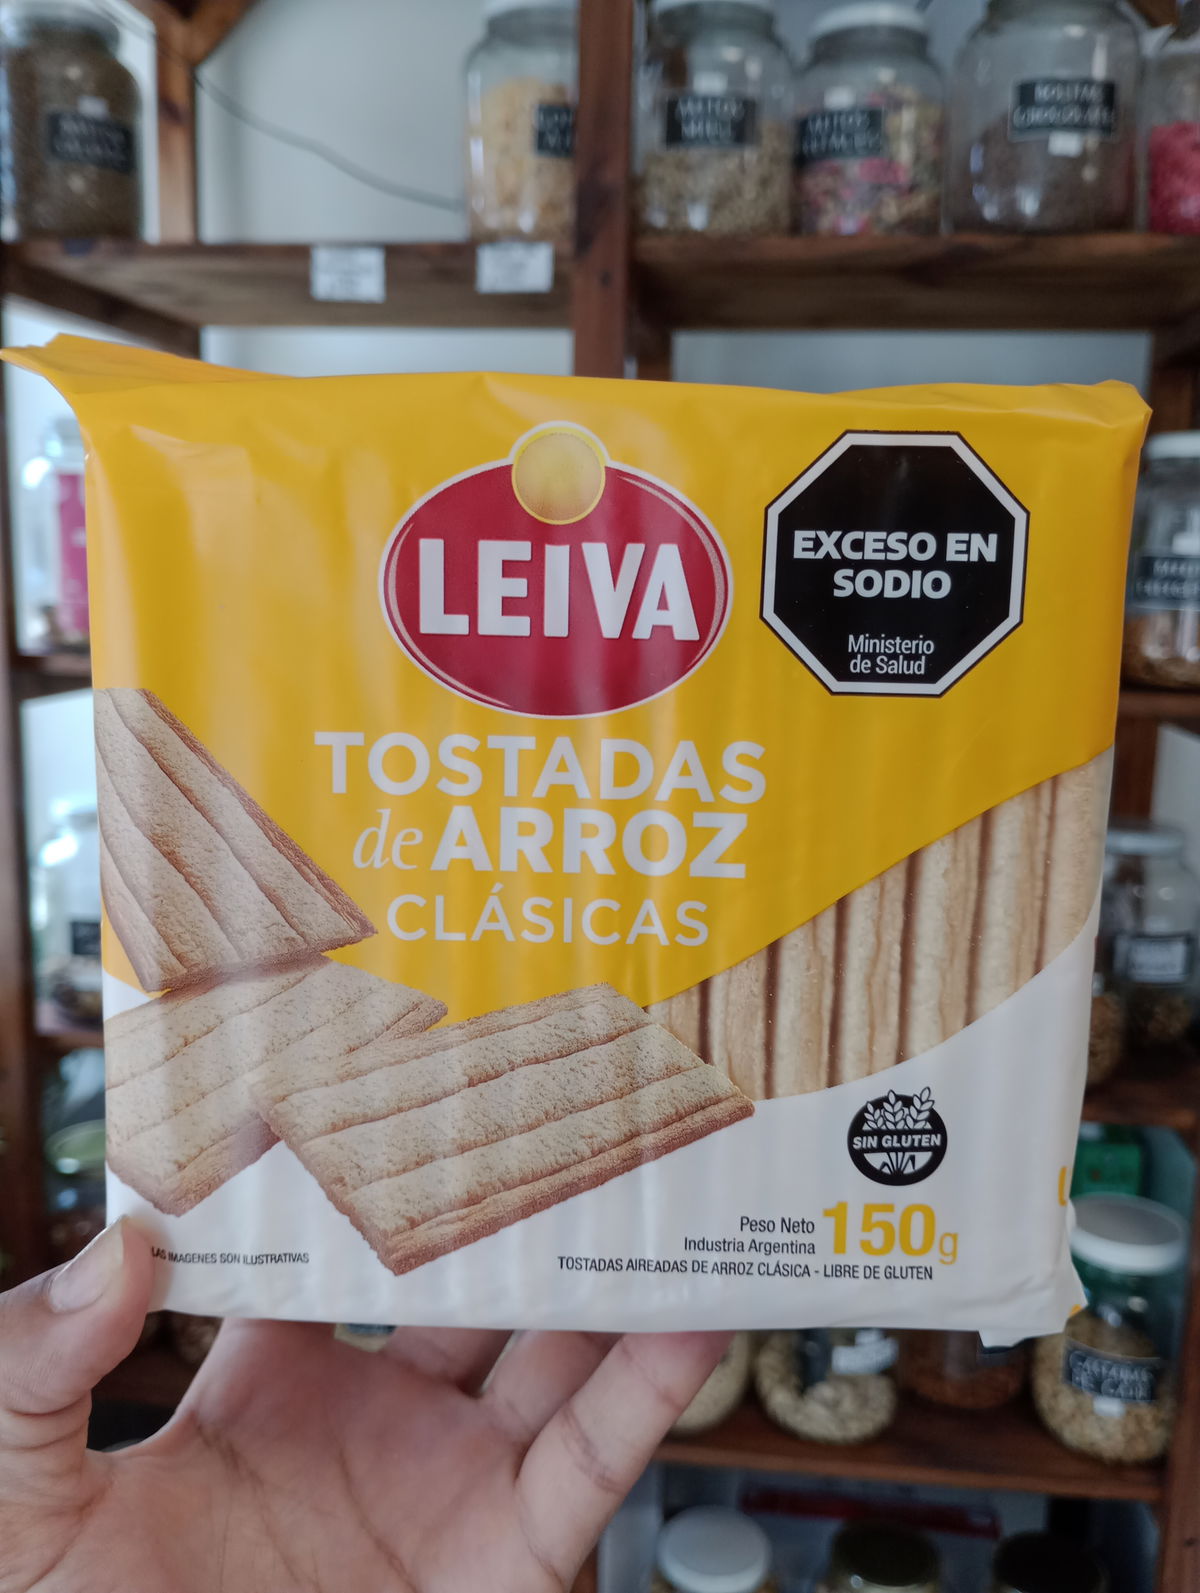 LEIVA
EXCESO EN
SODIO
Ministerio
de Salud
TOSTADAS
de ARROZ
CLÁSICAS
SIN GLUTEN
Peso Neto
Industria Argentina
150g
TOSTADAS AIREADAS DE ARROZ CLÁSICA - LIBRE DE GLUTEN
LAS IMAGENES SON ILUSTRATIVAS